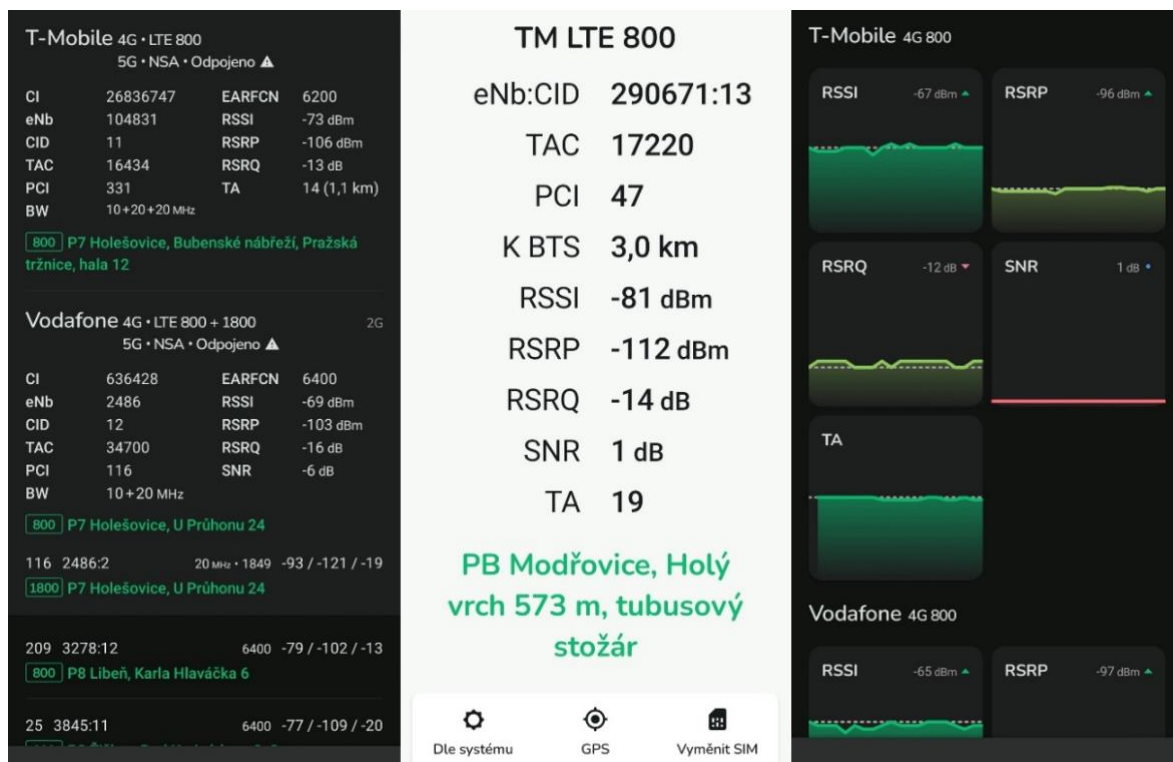 T-Mobile 4G • LTE 800
5G • NSA • Odpojeno
CI 26836747 EARFCN 6200
eNb 104831 RSSI -73 dBm
CID 11 RSRP -106 dBm
TAC 16434 RSRQ -13 dB
PCI 331 TA 14 (1,1 km)
BW 10+20+20 MHz
800 P7 Holešovice, Bubenské nábřeží, Pražská
tržnice, hala 12
Vodafone 4G • LTE 800 + 1800 2G
5G • NSA • Odpojeno
CI 636428 EARFCN 6400
eNb 2486 RSSI -69 dBm
CID 12 RSRP -103 dBm
TAC 34700 RSRQ -16 dB
PCI 116 SNR -6 dB
BW 10+20 MHz
800 P7 Holešovice, U Průhonu 24
116 2486:2 20 MHz • 1849 -93 / -121 / -19
1800 P7 Holešovice, U Průhonu 24
209 3278:12 6400 -79 / -102 / -13
800 P8 Libeň, Karla Hlaváčka 6
25 3845:11 6400 -77 / -109 / -20
TM LTE 800
eNb:CID 290671:13
TAC 17220
PCI 47
K BTS 3,0 km
RSSI -81 dBm
RSRP -112 dBm
RSRQ -14 dB
SNR 1 dB
TA 19
PB Modřovice, Holý
vrch 573 m, tubusový
stožár
Dle systému GPS Vyměnit SIM
T-Mobile 4G 800
RSSI -67 dBm RSRP -96 dBm
RSRQ -12 dB SNR 1 dB
TA
Vodafone 4G 800
RSSI -65 dBm RSRP -97 dBm